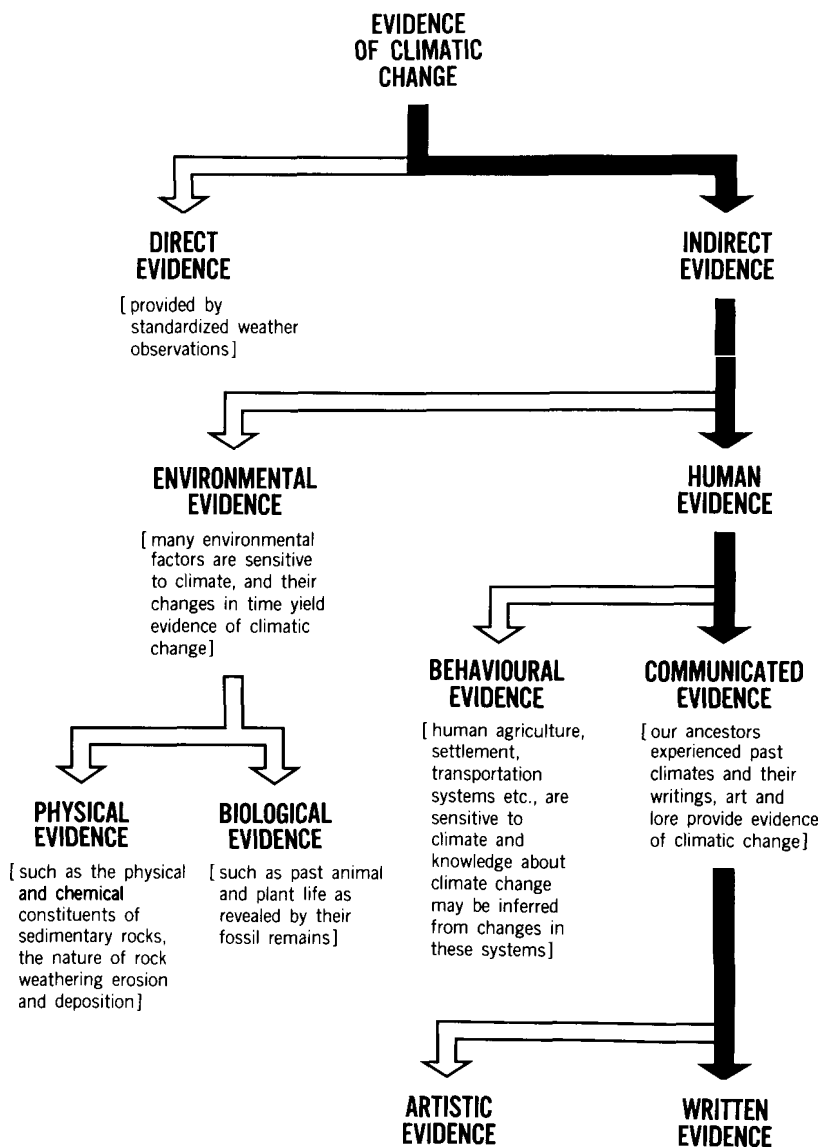 EVIDENCE
OF CLIMATIC
CHANGE
DIRECT
EVIDENCE
[provided by
standardized weather
observations]
INDIRECT
EVIDENCE
ENVIRONMENTAL
EVIDENCE
[many environmental
factors are sensitive
to climate, and their
changes in time yield
evidence of climatic
change]
HUMAN
EVIDENCE
PHYSICAL
EVIDENCE
[such as the physical
and chemical
constituents of
sedimentary rocks,
the nature of rock
weathering erosion
and deposition]
BIOLOGICAL
EVIDENCE
[such as past animal
and plant life as
revealed by their
fossil remains]
BEHAVIOURAL
EVIDENCE
[human agriculture,
settlement,
transportation
systems etc., are
sensitive to
climate and
knowledge about
climate change
may be inferred
from changes in
these systems]
COMMUNICATED
EVIDENCE
[our ancestors
experienced past
climates and their
writings, art and
lore provide evidence
of climatic change]
ARTISTIC
EVIDENCE
WRITTEN
EVIDENCE